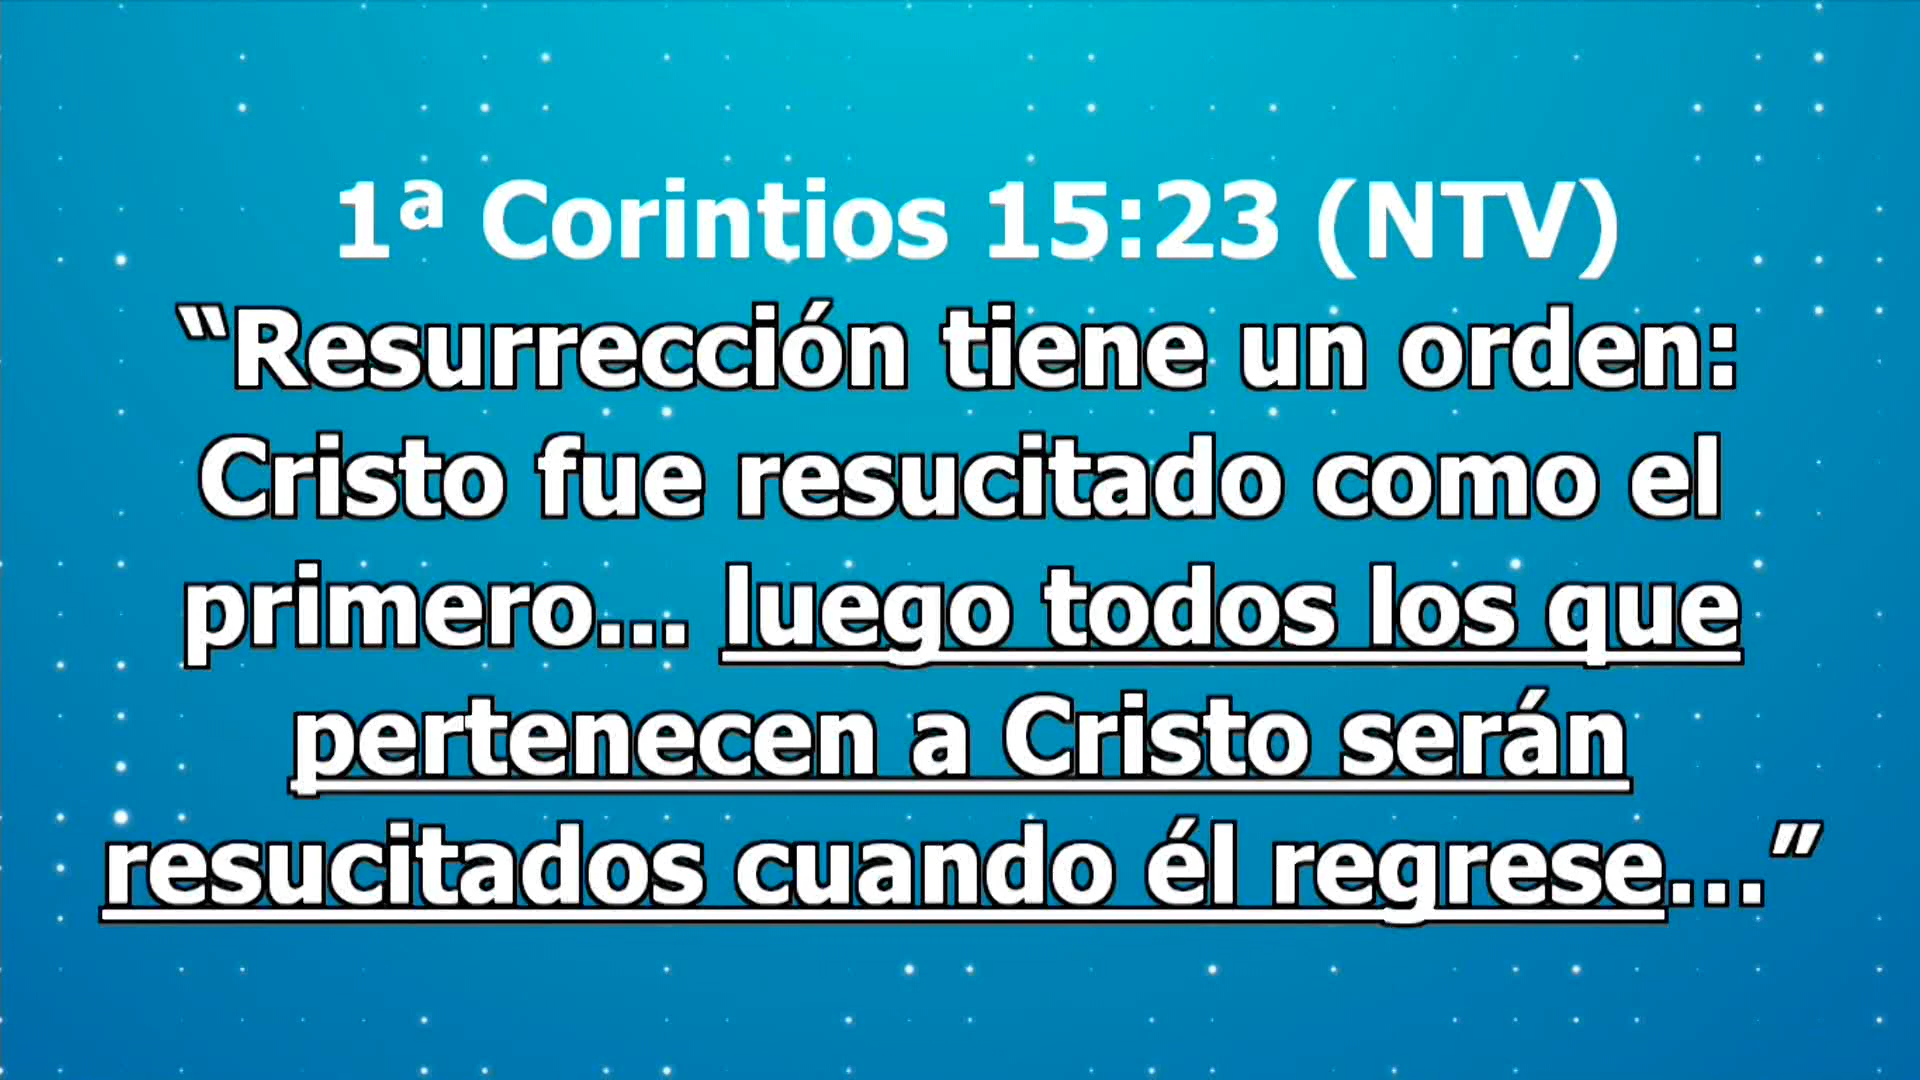 1ª Corintios 15:23 (NTV)
“Resurrección tiene un orden:
Cristo fue resucitado como el
primero... luego todos los que
pertenecen a Cristo serán
resucitados cuando él regrese...”